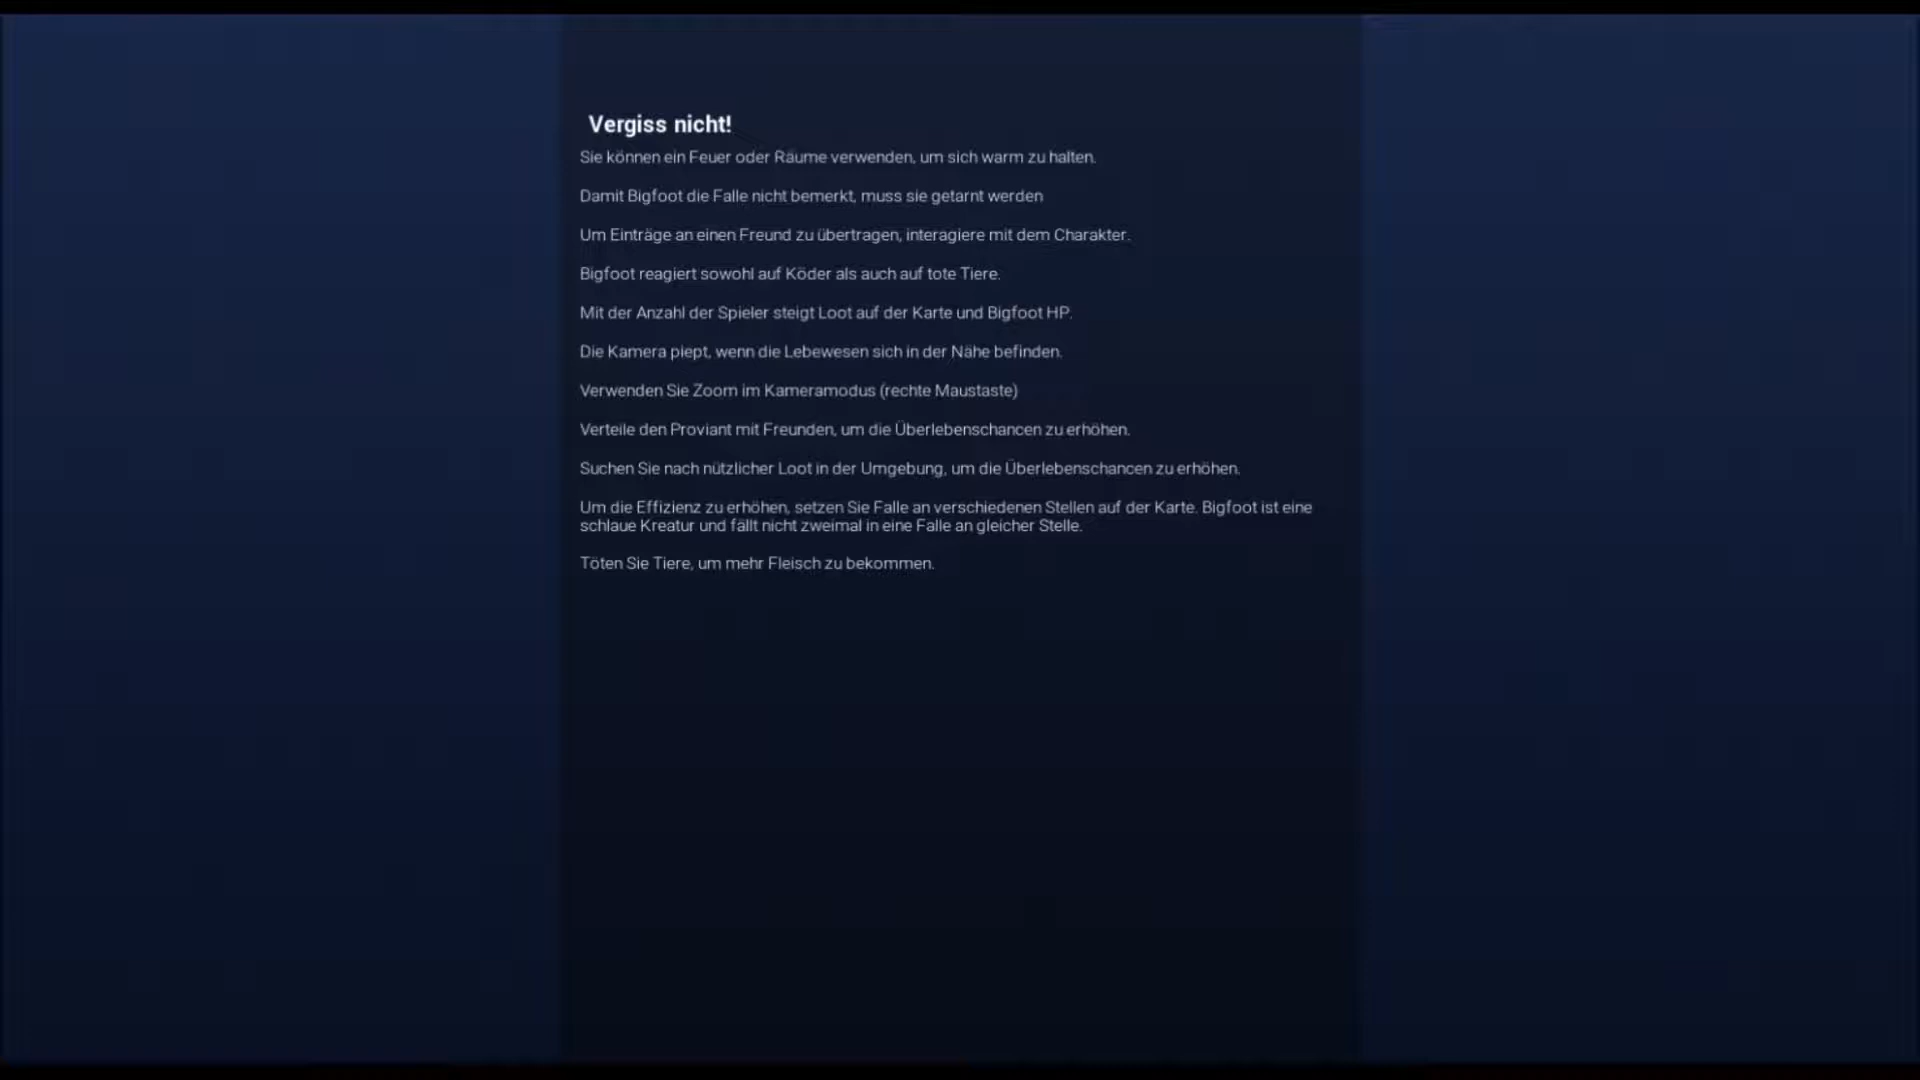 Vergiss nicht!
Sie können ein Feuer oder Räume verwenden, um sich warm zu halten.
Damit Bigfoot die Falle nicht bemerkt, muss sie getarnt werden
Um Einträge an einen Freund zu übertragen, interagiere mit dem Charakter.
Bigfoot reagiert sowohl auf Köder als auch auf tote Tiere.
Mit der Anzahl der Spieler steigt Loot auf der Karte und Bigfoot HP.
Die Kamera piept, wenn die Lebewesen sich in der Nähe befinden.
Verwenden Sie Zoom im Kameramodus (rechte Maustaste)
Verteile den Proviant mit Freunden, um die Überlebenschancen zu erhöhen.
Suchen Sie nach nützlicher Loot in der Umgebung, um die Überlebenschancen zu erhöhen.
Um die Effizienz zu erhöhen, setzen Sie Falle an verschiedenen Stellen auf der Karte. Bigfoot ist eine
schlaue Kreatur und fällt nicht zweimal in eine Falle an gleicher Stelle.
Töten Sie Tiere, um mehr Fleisch zu bekommen.